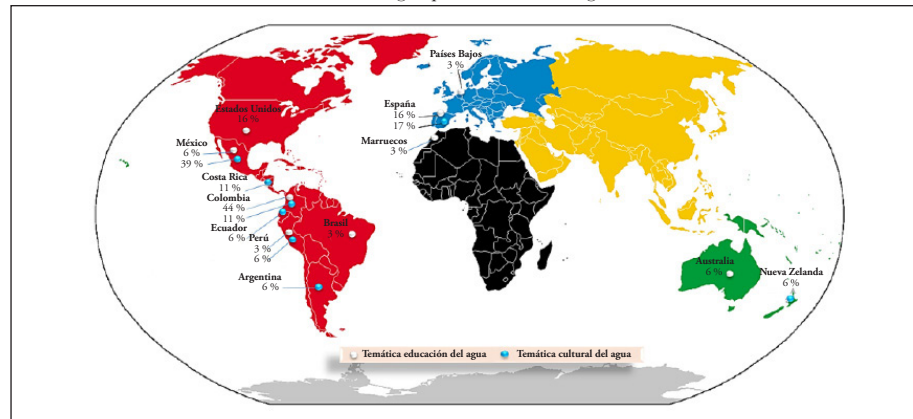 Países Bajos
3 %
España
16 %
17 %
Marruecos
3 %
Estados Unidos
16 %
México
6 %
39 %
Costa Rica
11 %
Colombia
44 %
11 %
Ecuador
6 %
Perú
3 %
6 %
Brasil
3 %
Argentina
6 %
Australia
6 %
Nueva Zelanda
6 %
Temática educación del agua
Temática cultural del agua